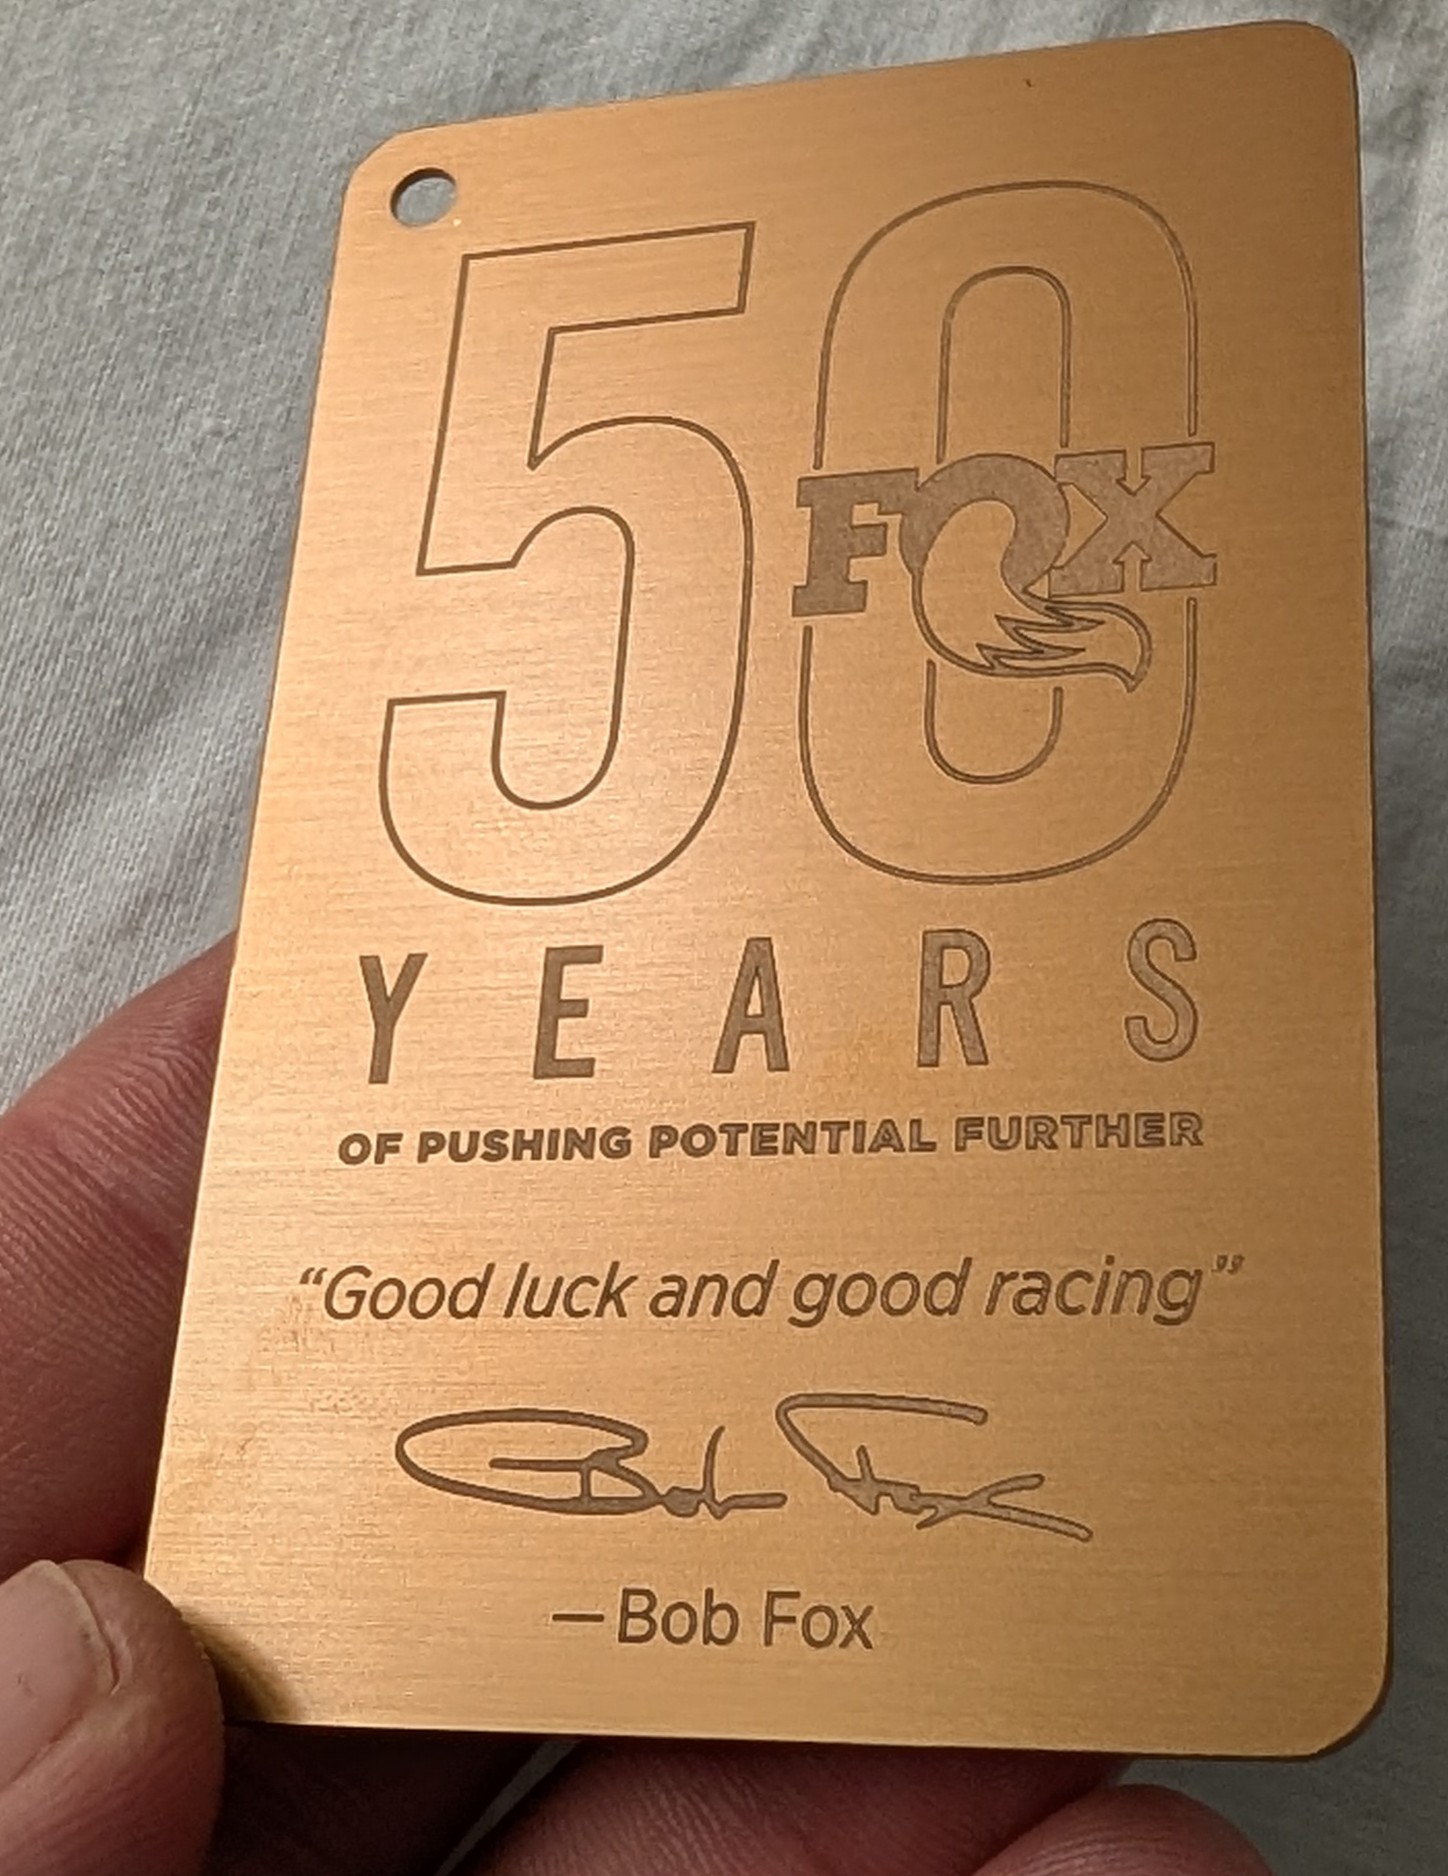 50
FOX
YEARS
OF PUSHING POTENTIAL FURTHER
“Good luck and good racing”
Bob Fox
—Bob Fox